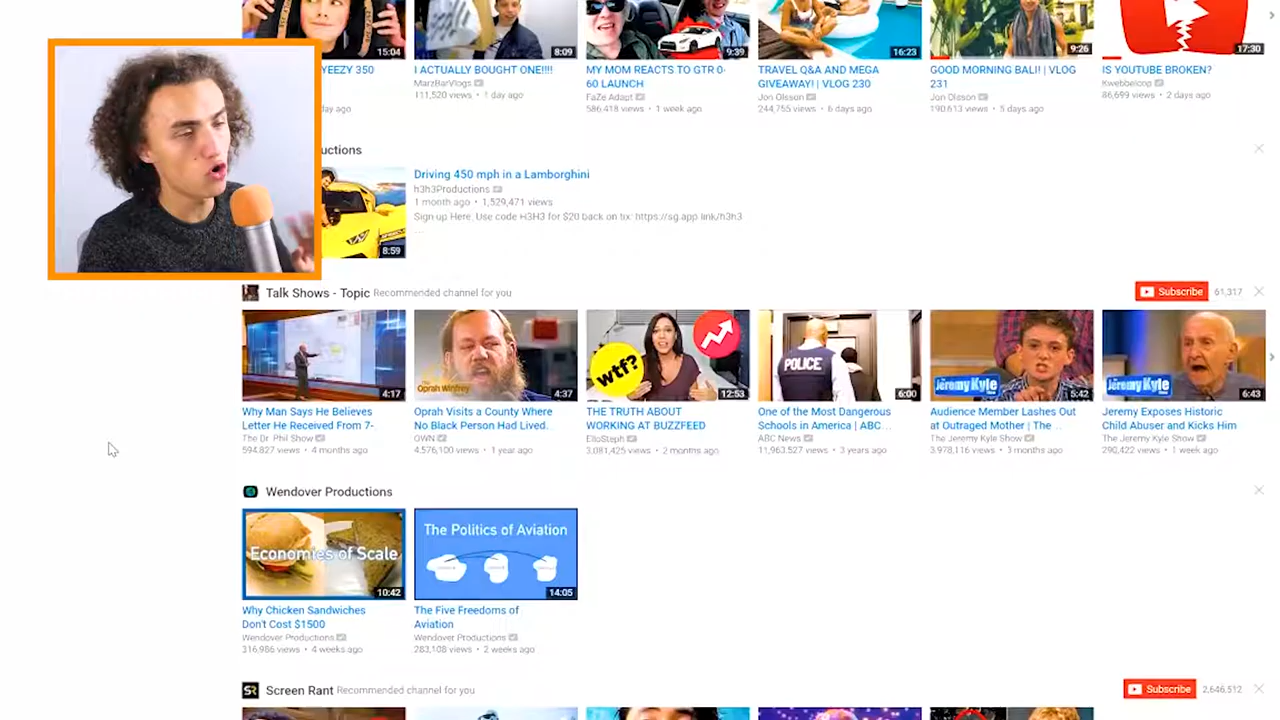 15:04
8:09
9:39
16:23
9:26
17:30
YEEZY 350
I ACTUALLY BOUGHT ONE!!!!
MarzBarVlogs
111,520 views • 1 day ago
MY MOM REACTS TO GTR 0-
60 LAUNCH
FaZe Adapt
586,418 views • 1 week ago
TRAVEL Q&A AND MEGA
GIVEAWAY! | VLOG 230
Jon Olsson
244,755 views • 6 days ago
GOOD MORNING BALI! | VLOG
231
Jon Olsson
190,613 views • 5 days ago
IS YOUTUBE BROKEN?
Kwebbelkop
86,699 views • 2 days ago
day ago
uctions
8:59
Driving 450 mph in a Lamborghini
h3h3Productions
1 month ago • 1,529,471 views
Sign up Here: Use code H3H3 for $20 back on tix: https://sg.app.link/h3h3
...
Talk Shows - Topic Recommended channel for you
Subscribe 61,317
4:17
Why Man Says He Believes
Letter He Received From 7-
The Dr. Phil Show
594,827 views • 4 months ago
Oprah Winfrey
4:37
Oprah Visits a County Where
No Black Person Had Lived...
OWN
4,576,100 views • 1 year ago
wtf?
12:53
THE TRUTH ABOUT
WORKING AT BUZZFEED
ElloSteph
3,081,425 views • 2 months ago
POLICE
6:00
One of the Most Dangerous
Schools in America | ABC...
ABC News
11,963,527 views • 3 years ago
The Jeremy Kyle Show
5:42
Audience Member Lashes Out
at Outraged Mother | The ...
The Jeremy Kyle Show
3,978,116 views • 3 months ago
The Jeremy Kyle Show
6:43
Jeremy Exposes Historic
Child Abuser and Kicks Him
The Jeremy Kyle Show
290,422 views • 1 week ago
Wendover Productions
Economies of Scale
10:42
Why Chicken Sandwiches
Don't Cost $1500
Wendover Productions
316,986 views • 4 weeks ago
The Politics of Aviation
14:05
The Five Freedoms of
Aviation
Wendover Productions
283,108 views • 2 weeks ago
SR Screen Rant Recommended channel for you
Subscribe 2,646,512